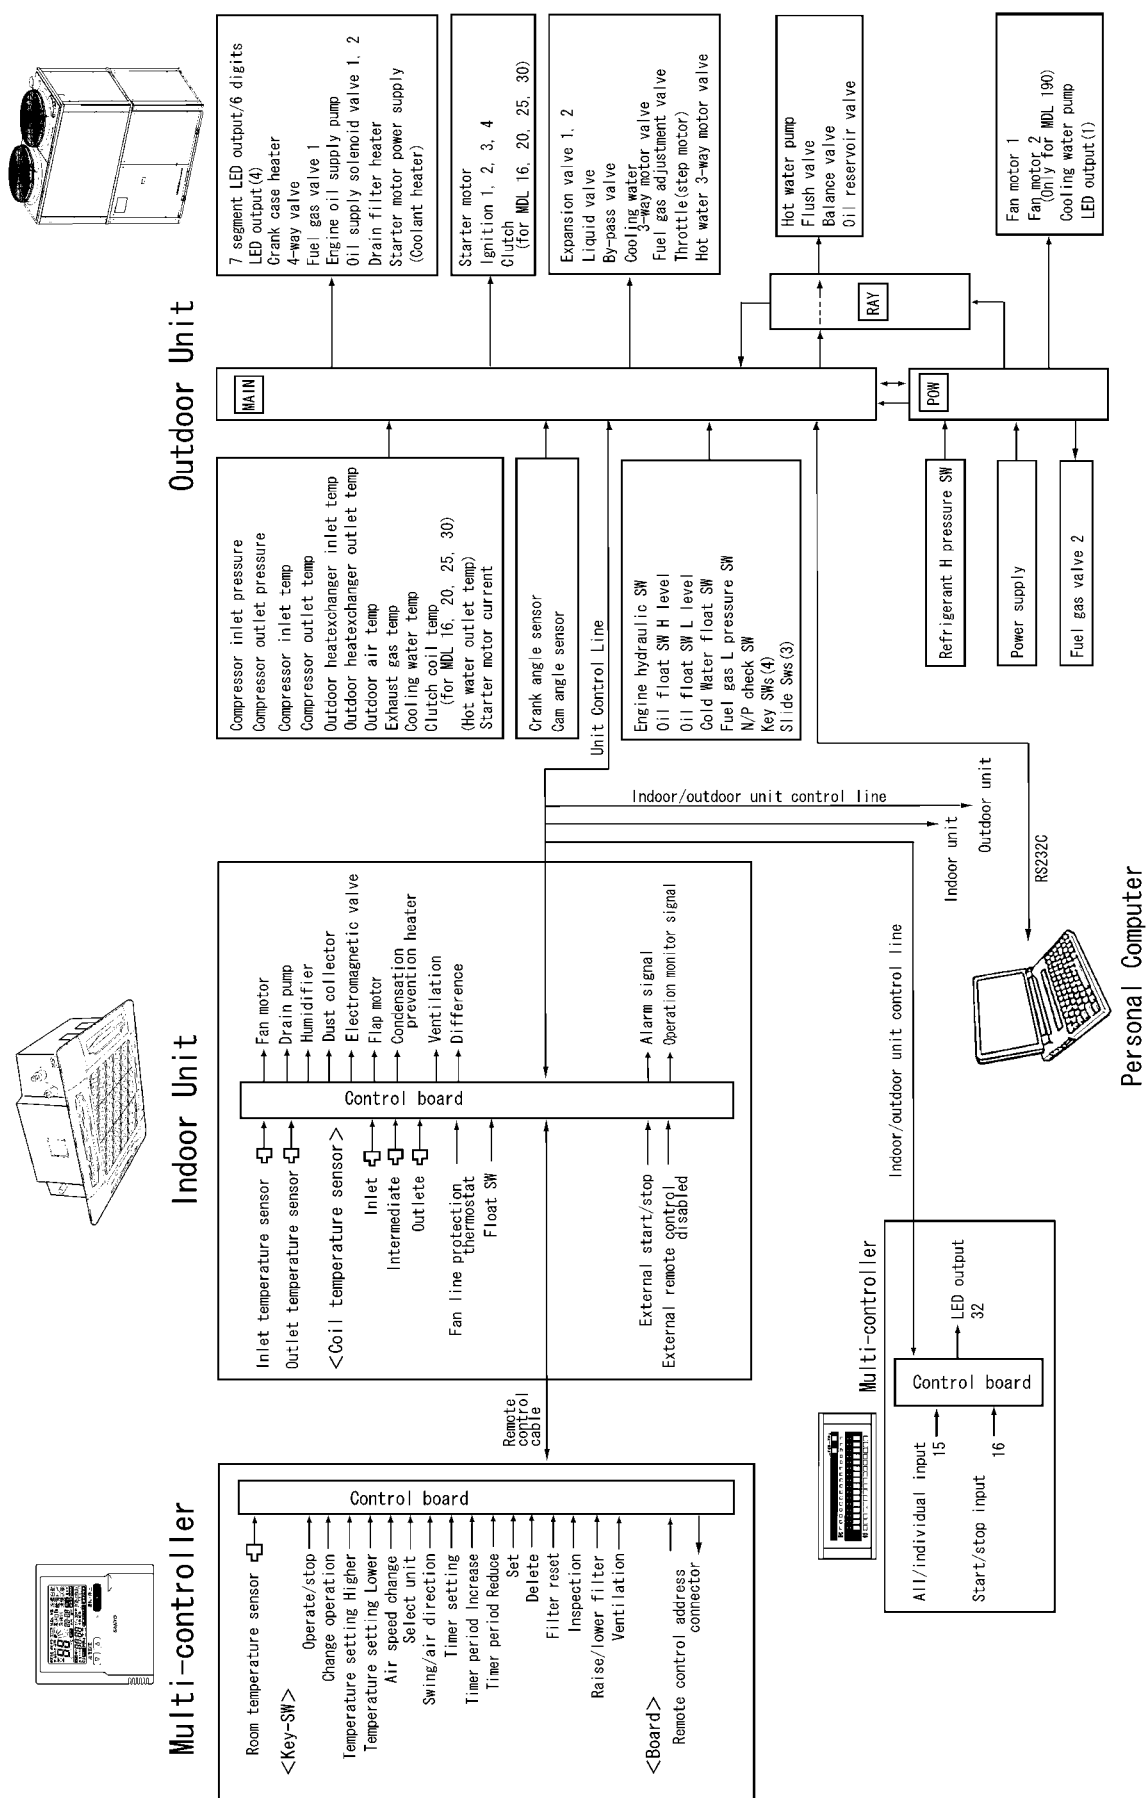 Multi-controller
Room temperature sensor
<Key-SW>
Operate/stop
Change operation
Temperature setting Higher
Temperature setting Lower
Air speed change
Select unit
Swing/air direction
Timer setting
Timer period Increase
Timer period Reduce
Set
Delete
Filter reset
Inspection
Raise/lower filter
Ventilation
<Board>
Remote control address
connector
Control board
SANYO
Remote
control
cable
Indoor Unit
Inlet temperature sensor
Outlet temperature sensor
<Coil temperature sensor>
Inlet
Intermediate
Outlete
Fan line protection
thermostat
Float SW
External start/stop
External remote control
disabled
Control board
Fan motor
Drain pump
Humidifier
Dust collector
Electromagnetic valve
Flap motor
Condensation
prevention heater
Ventilation
Difference
Alarm signal
Operation monitor signal
Outdoor Unit
Compressor inlet pressure
Compressor outlet pressure
Compressor inlet temp
Compressor outlet temp
Outdoor heatexchanger inlet temp
Outdoor heatexchanger outlet temp
Outdoor air temp
Exhaust gas temp
Cooling water temp
Clutch coil temp
(for MDL 16, 20, 25, 30)
(Hot water outlet temp)
Starter motor current
Crank angle sensor
Cam angle sensor
Unit Control Line
Engine hydraulic SW
Oil float SW H level
Oil float SW L level
Cold Water float SW
Fuel gas L pressure SW
N/P check SW
Key SWs(4)
Slide Sws(3)
Refrigerant H pressure SW
Power supply
Fuel gas valve 2
MAIN
POW
RAY
7 segment LED output/6 digits
LED output(4)
Crank case heater
4-way valve
Fuel gas valve 1
Engine oil supply pump
Oil supply solenoid valve 1, 2
Drain filter heater
Starter motor power supply
(Coolant heater)
Starter motor
Ignition 1, 2, 3, 4
Clutch
(for MDL 16, 20, 25, 30)
Expansion valve 1, 2
Liquid valve
By-pass valve
Cooling water
3-way motor valve
Fuel gas adjustment valve
Throttle(step motor)
Hot water 3-way motor valve
Hot water pump
Flush valve
Balance valve
Oil reservoir valve
Fan motor 1
Fan motor 2
(Only for MDL 190)
Cooling water pump
LED output(1)
Indoor/outdoor unit control line
Indoor unit
Outdoor unit
RS232C
Indoor/outdoor unit control line
Personal Computer
Multi-controller
All/individual input
15
Start/stop input
16
Control board
LED output
32